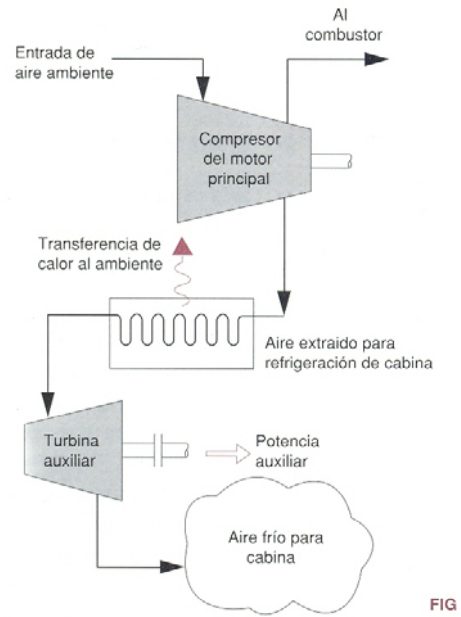 Al
combustor
Entrada de
aire ambiente
Compresor
del motor
principal
Transferencia de
calor al ambiente
Aire extraido para
refrigeración de cabina
Turbina
auxiliar
Potencia
auxiliar
Aire frío para
cabina
FIG